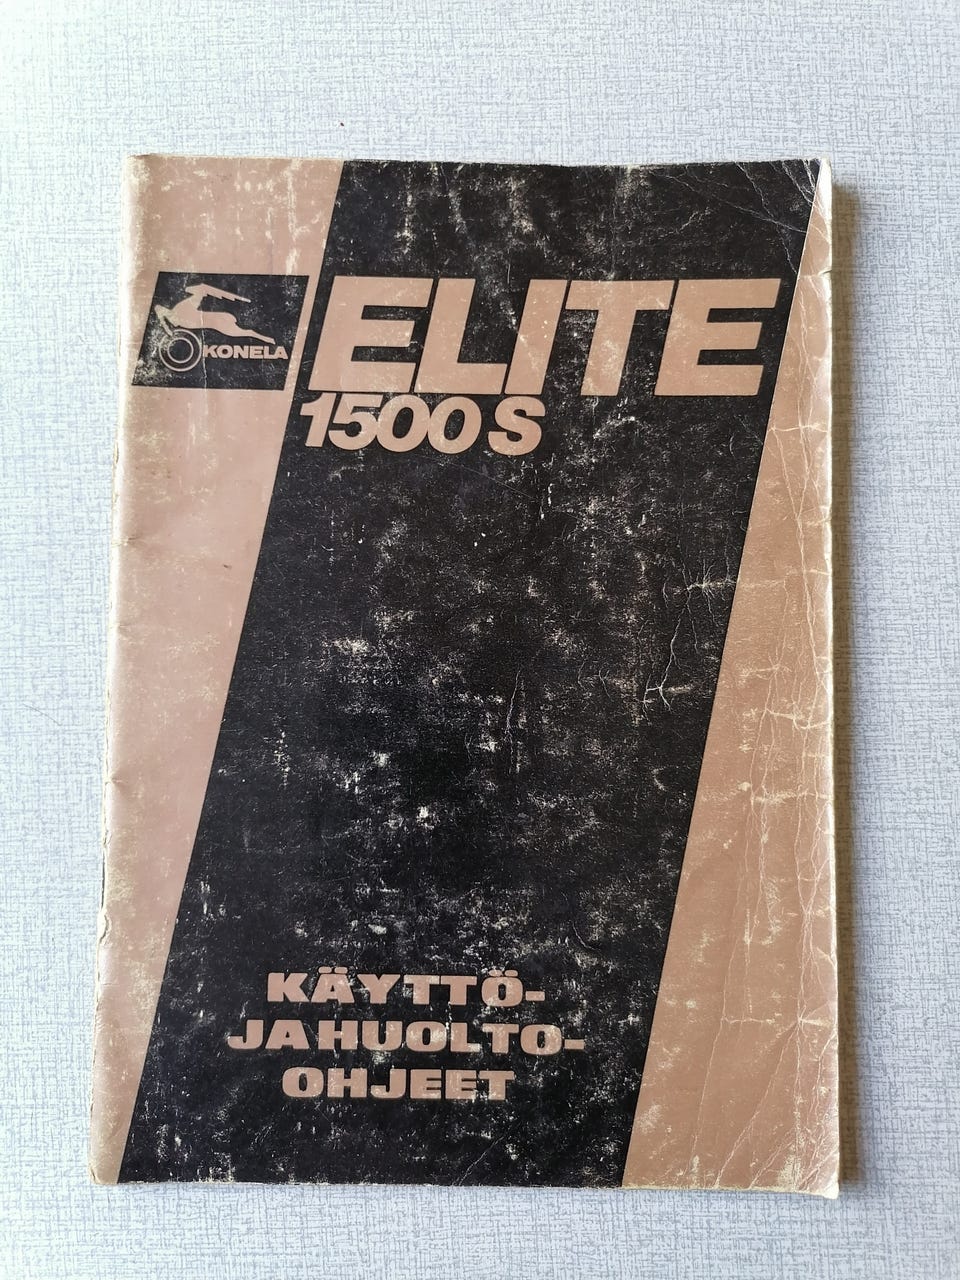 KONELA
ELITE
1500 S
KÄYTTÖ-
JA HUOLTO-
OHJEET